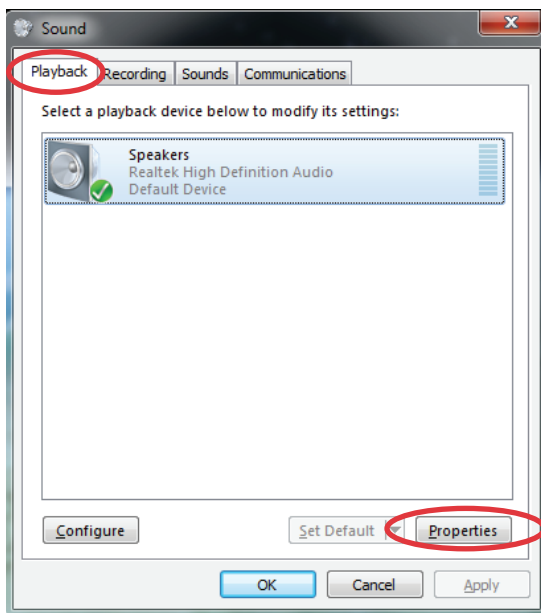 Sound
Playback Recording Sounds Communications
Select a playback device below to modify its settings:
Speakers
Realtek High Definition Audio
Default Device
Configure Set Default Properties
OK Cancel Apply